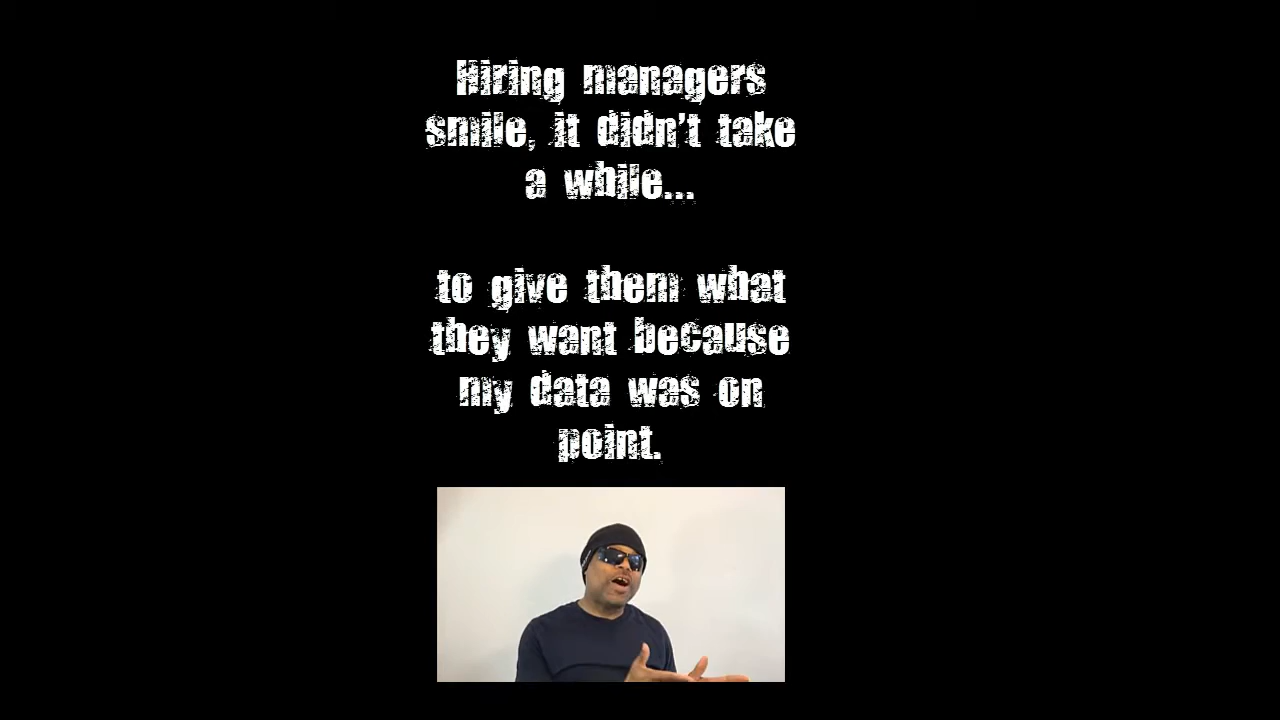 Hiring managers
smile, it didn't take
a while...
to give them what
they want because
my data was on
point.